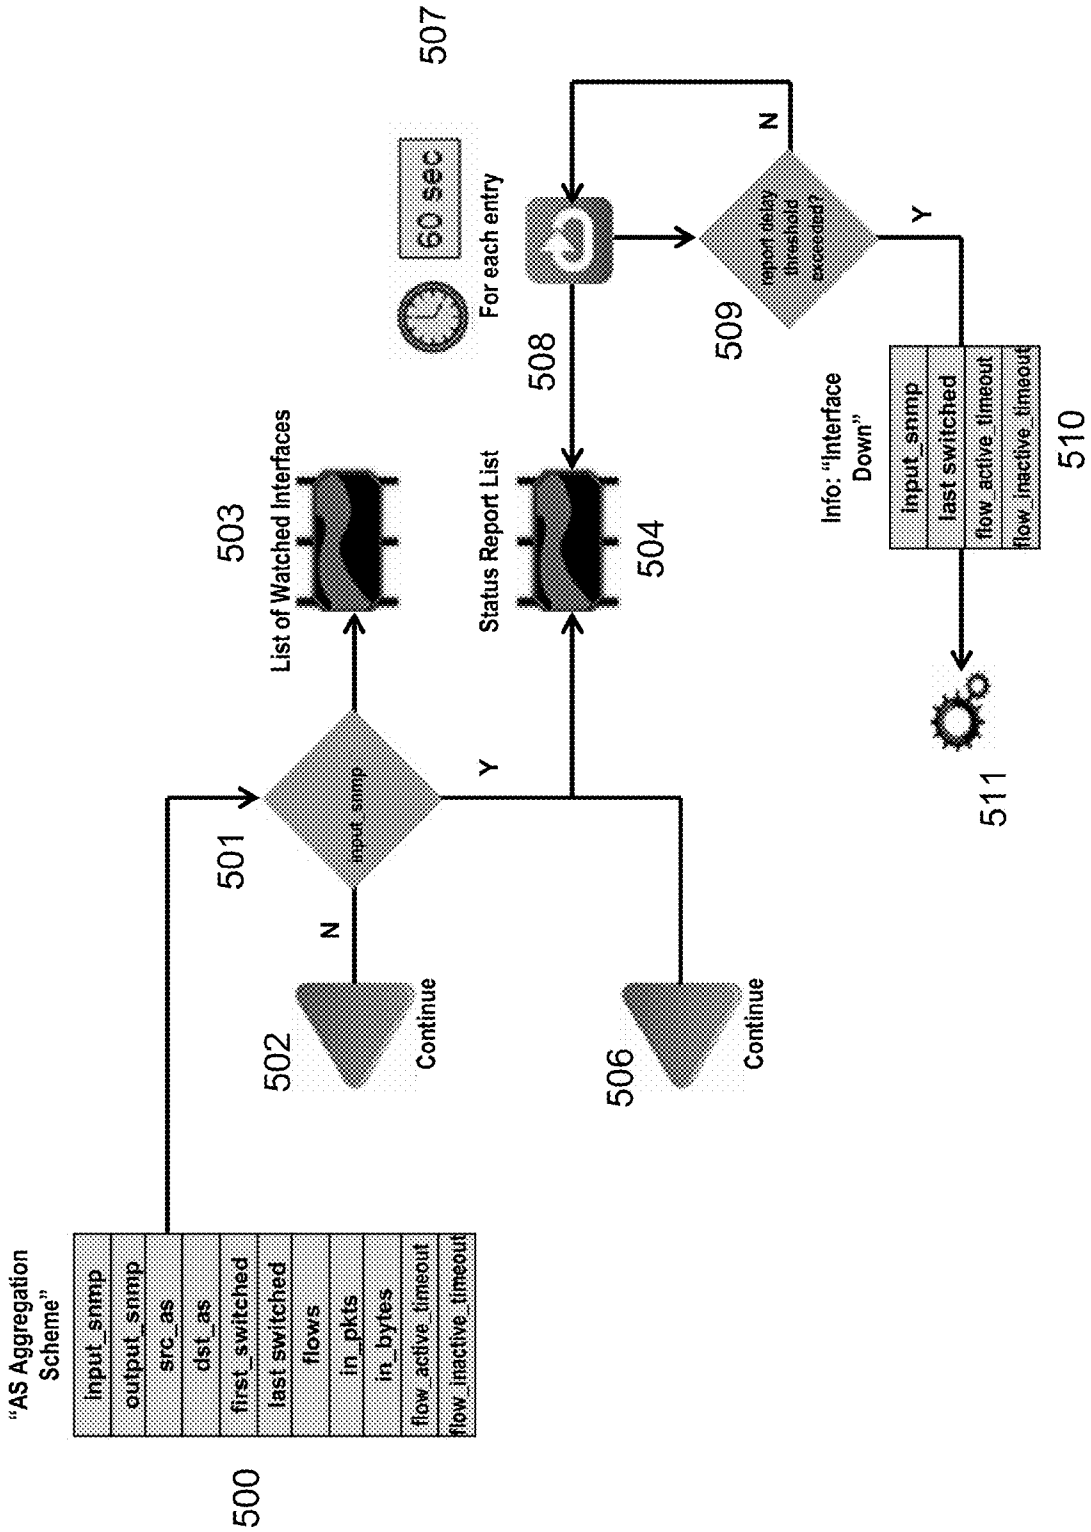 "AS Aggregation
Scheme"
input_snmp
output_snmp
src_as
dst_as
first_switched
last switched
flows
in_pkts
in_bytes
flow_active_timeout
flow_inactive_timeout
500
501
input_snmp
N
502
Continue
Y
506
Continue
503
List of Watched Interfaces
Status Report List
504
507
60 sec
For each entry
508
509
report delay
threshold
exceeded?
N
Y
Info: "Interface
Down"
input_snmp
last switched
flow_active_timeout
flow_inactive_timeout
510
511